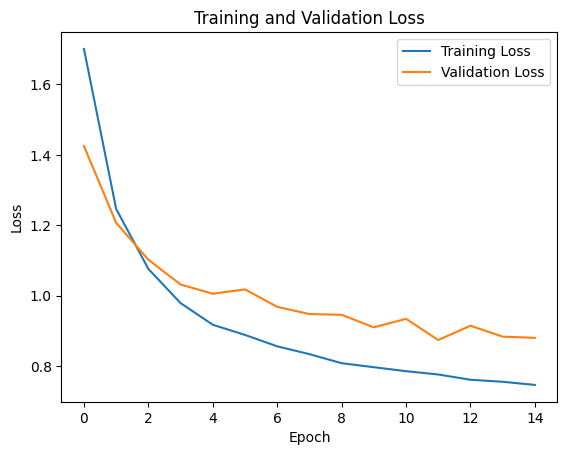 Training and Validation Loss
Training Loss
Validation Loss
1.6
1.4
1.2
1.0
0.8
Loss
0 2 4 6 8 10 12 14
Epoch